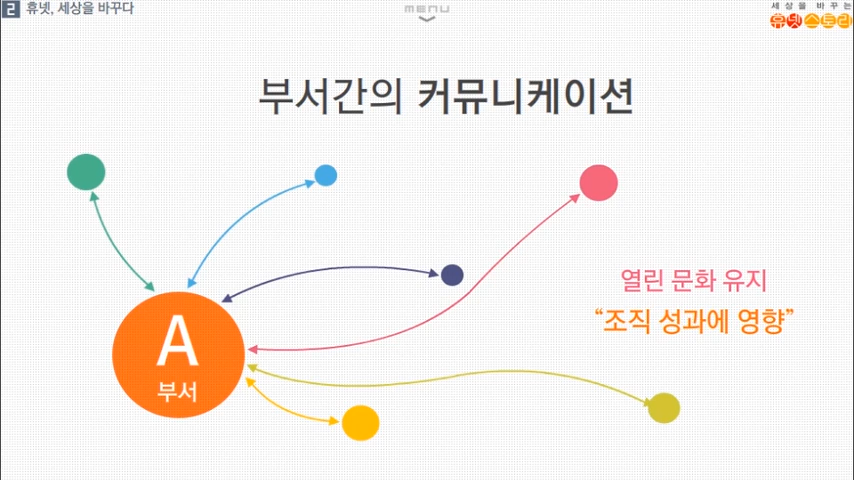 2 휴넷, 세상을 바꾸다
MENU
세상을 바꾸는
휴넷스토리
부서간의 커뮤니케이션
열린 문화 유지
“조직 성과에 영향”
A
부서